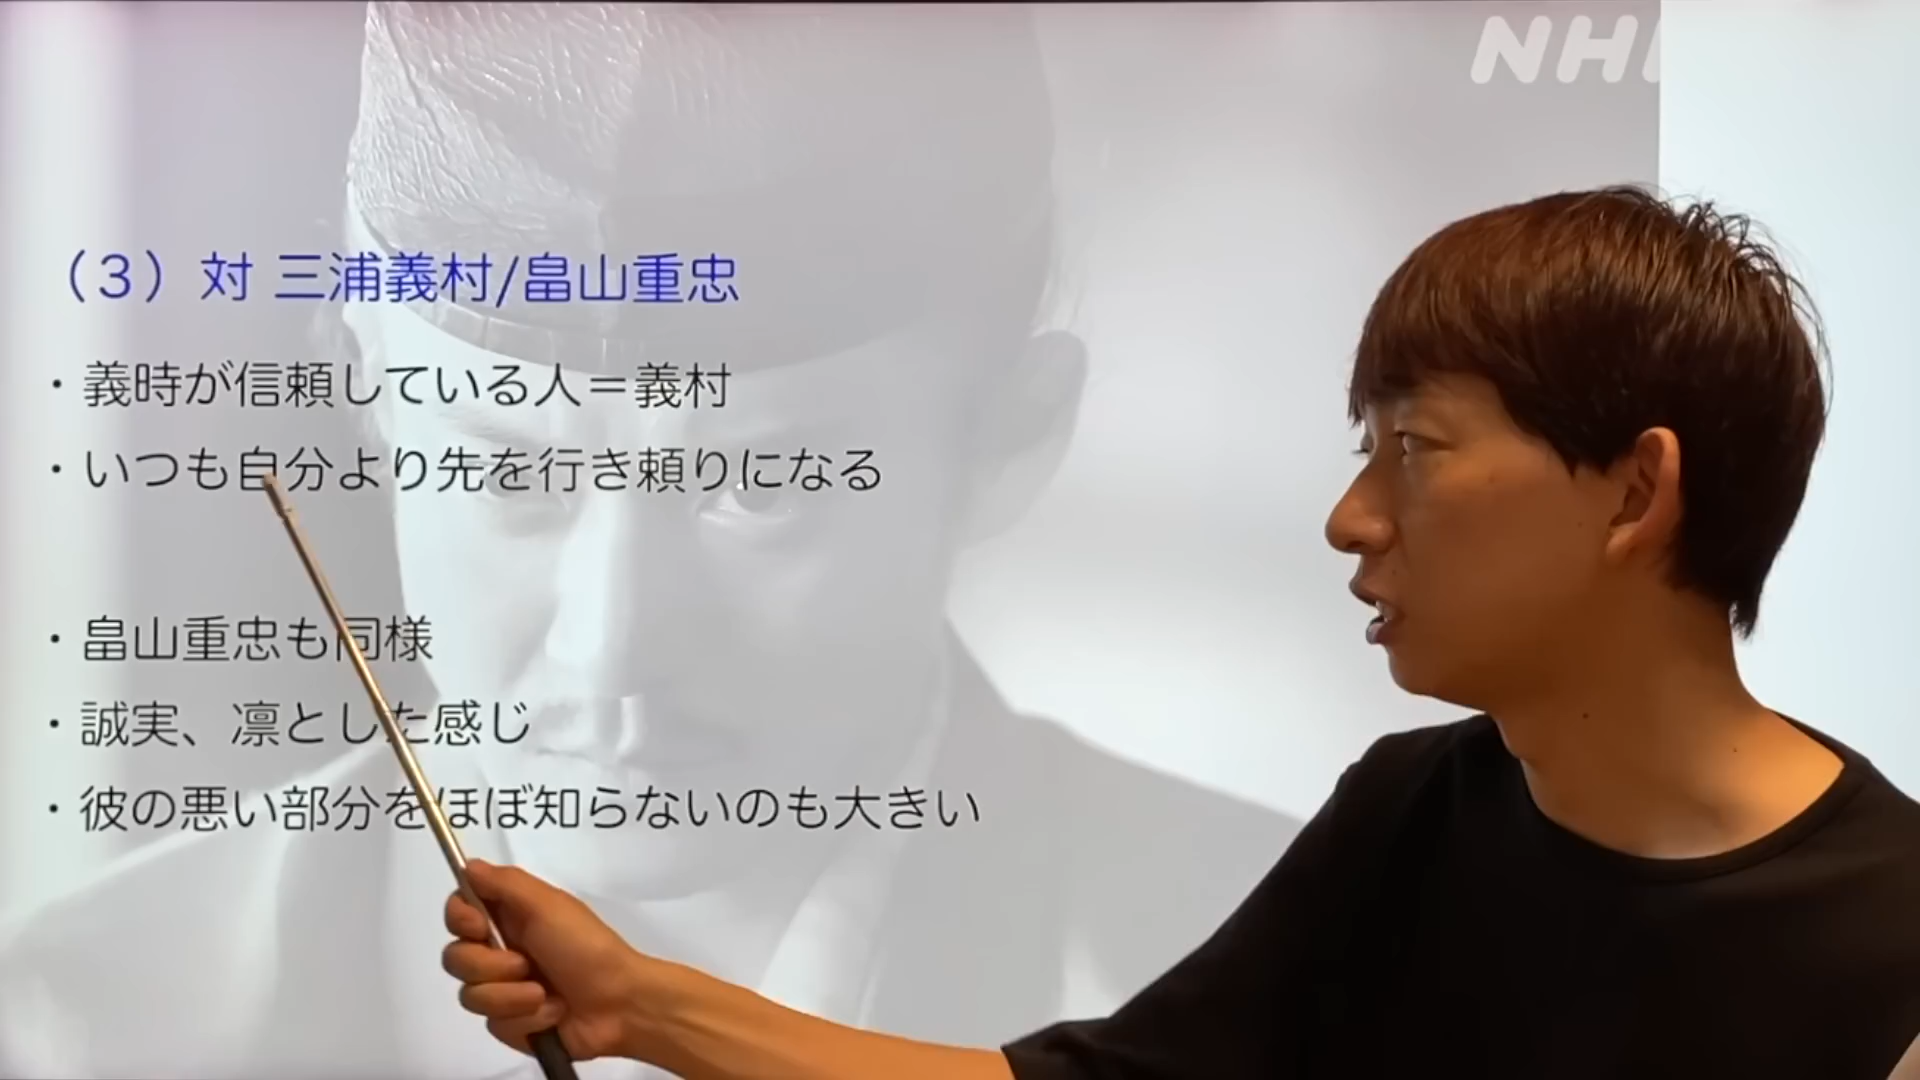 NHK
（３）対 三浦義村/畠山重忠
・義時が信頼している人＝義村
・いつも自分より先を行き頼りになる
・畠山重忠も同様
・誠実、凛とした感じ
・彼の悪い部分をほぼ知らないのも大きい